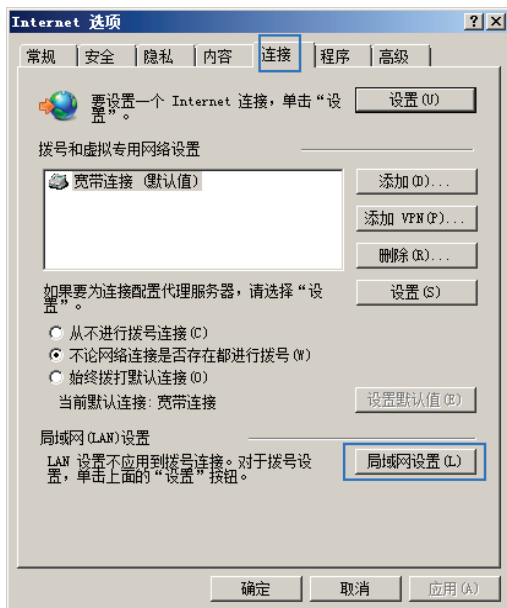 Internet 选项
常规 安全 隐私 内容 连接 程序 高级
要设置一个 Internet 连接，单击“设
置”。
设置(U)
拨号和虚拟专用网络设置
宽带连接 (默认值)
添加(D)...
添加 VPN(P)...
删除(R)...
如果要为连接配置代理服务器，请选择“设
置”。
设置(S)
从不进行拨号连接(C)
不论网络连接是否存在都进行拨号(W)
始终拨打默认连接(O)
当前默认连接: 宽带连接
设置默认值(E)
局域网(LAN)设置
LAN 设置不应用到拨号连接。对于拨号设
置，单击上面的“设置”按钮。
局域网设置(L)
确定 取消 应用(A)